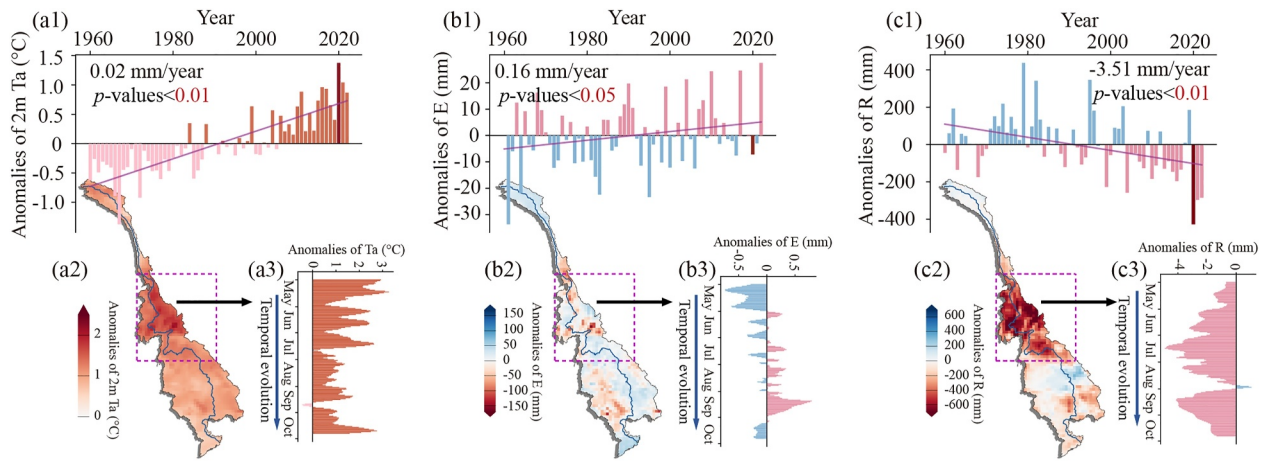 (a1)
Year
1960 1980 2000 2020
Anomalies of 2m Ta (°C)
1.5
1.0
0.5
0.0
-0.5
-1.0
0.02 mm/year
p-values<0.01
(a2)
Anomalies of 2m Ta (°C)
2
1
0
(a3)
Anomalies of Ta (°C)
0 1 2 3
Temporal evolution
May Jun Jul Aug Sep Oct
(b1)
Year
1960 1980 2000 2020
Anomalies of E (mm)
20
10
0
-10
-20
-30
0.16 mm/year
p-values<0.05
(b2)
Anomalies of E (mm)
150
100
50
0
-50
-100
-150
(b3)
Anomalies of E (mm)
-0.5 0 0.5
Temporal evolution
May Jun Jul Aug Sep Oct
(c1)
Year
1960 1980 2000 2020
Anomalies of R (mm)
400
200
0
-200
-400
-3.51 mm/year
p-values<0.01
(c2)
Anomalies of R (mm)
600
400
200
0
-200
-400
-600
(c3)
Anomalies of R (mm)
-4 -2 0
Temporal evolution
May Jun Jul Aug Sep Oct